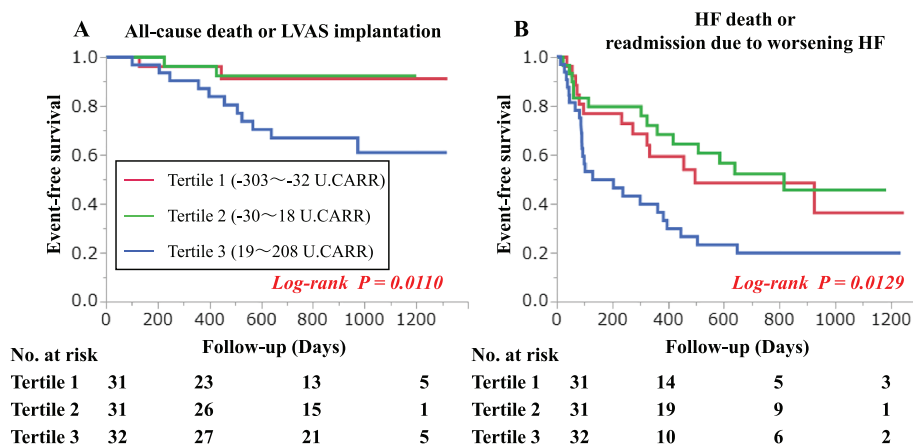 A All-cause death or LVAS implantation
Event-free survival
1.0
0.8
0.6
0.4
0.2
0.0
Tertile 1 (-303～-32 U.CARR)
Tertile 2 (-30～18 U.CARR)
Tertile 3 (19～208 U.CARR)
Log-rank P = 0.0110
0 200 400 600 800 1000 1200
Follow-up (Days)
No. at risk
Tertile 1 31 23 13 5
Tertile 2 31 26 15 1
Tertile 3 32 27 21 5
B HF death or
readmission due to worsening HF
Event-free survival
1.0
0.8
0.6
0.4
0.2
0.0
Log-rank P = 0.0129
0 200 400 600 800 1000 1200
Follow-up (Days)
No. at risk
Tertile 1 31 14 5 3
Tertile 2 31 19 9 1
Tertile 3 32 10 6 2